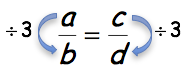 ÷3 a/b = c/d ÷3